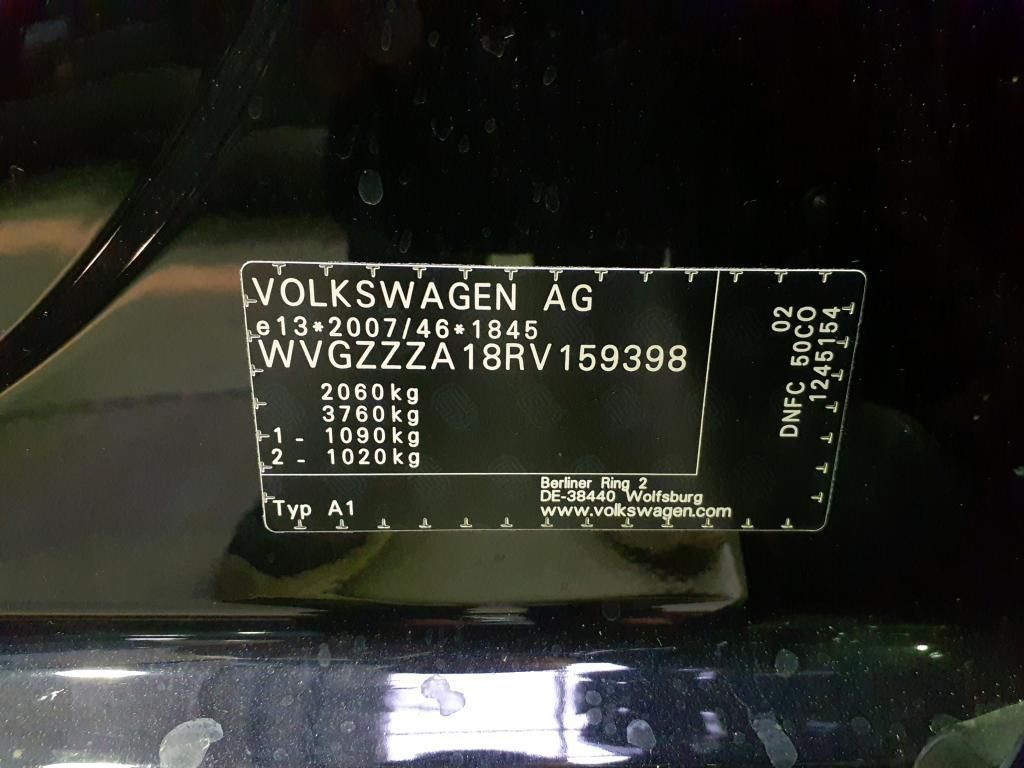 VOLKSWAGEN AG
e13*2007/46*1845
WVGZZZA18RV159398
2060kg
3760kg
1 - 1090kg
2 - 1020kg
Typ A1
Berliner Ring 2
DE-38440 Wolfsburg
www.volkswagen.com
02
DNFC 50CO
1245154